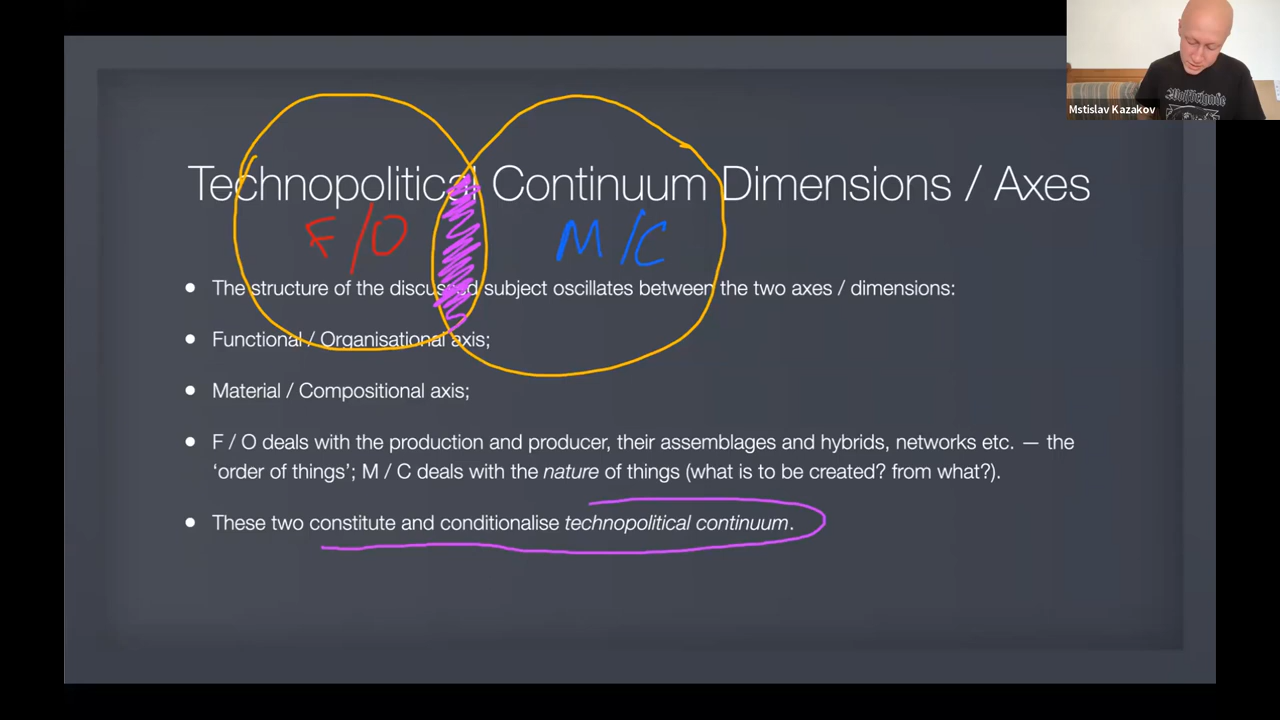 Mstislav Kazakov
Wolfbrigade
Technopolitical Continuum Dimensions / Axes
F/O
M/C
• The structure of the discussed subject oscillates between the two axes / dimensions:
• Functional / Organisational axis;
• Material / Compositional axis;
• F / O deals with the production and producer, their assemblages and hybrids, networks etc. — the
‘order of things’; M / C deals with the nature of things (what is to be created? from what?).
• These two constitute and conditionalise technopolitical continuum.